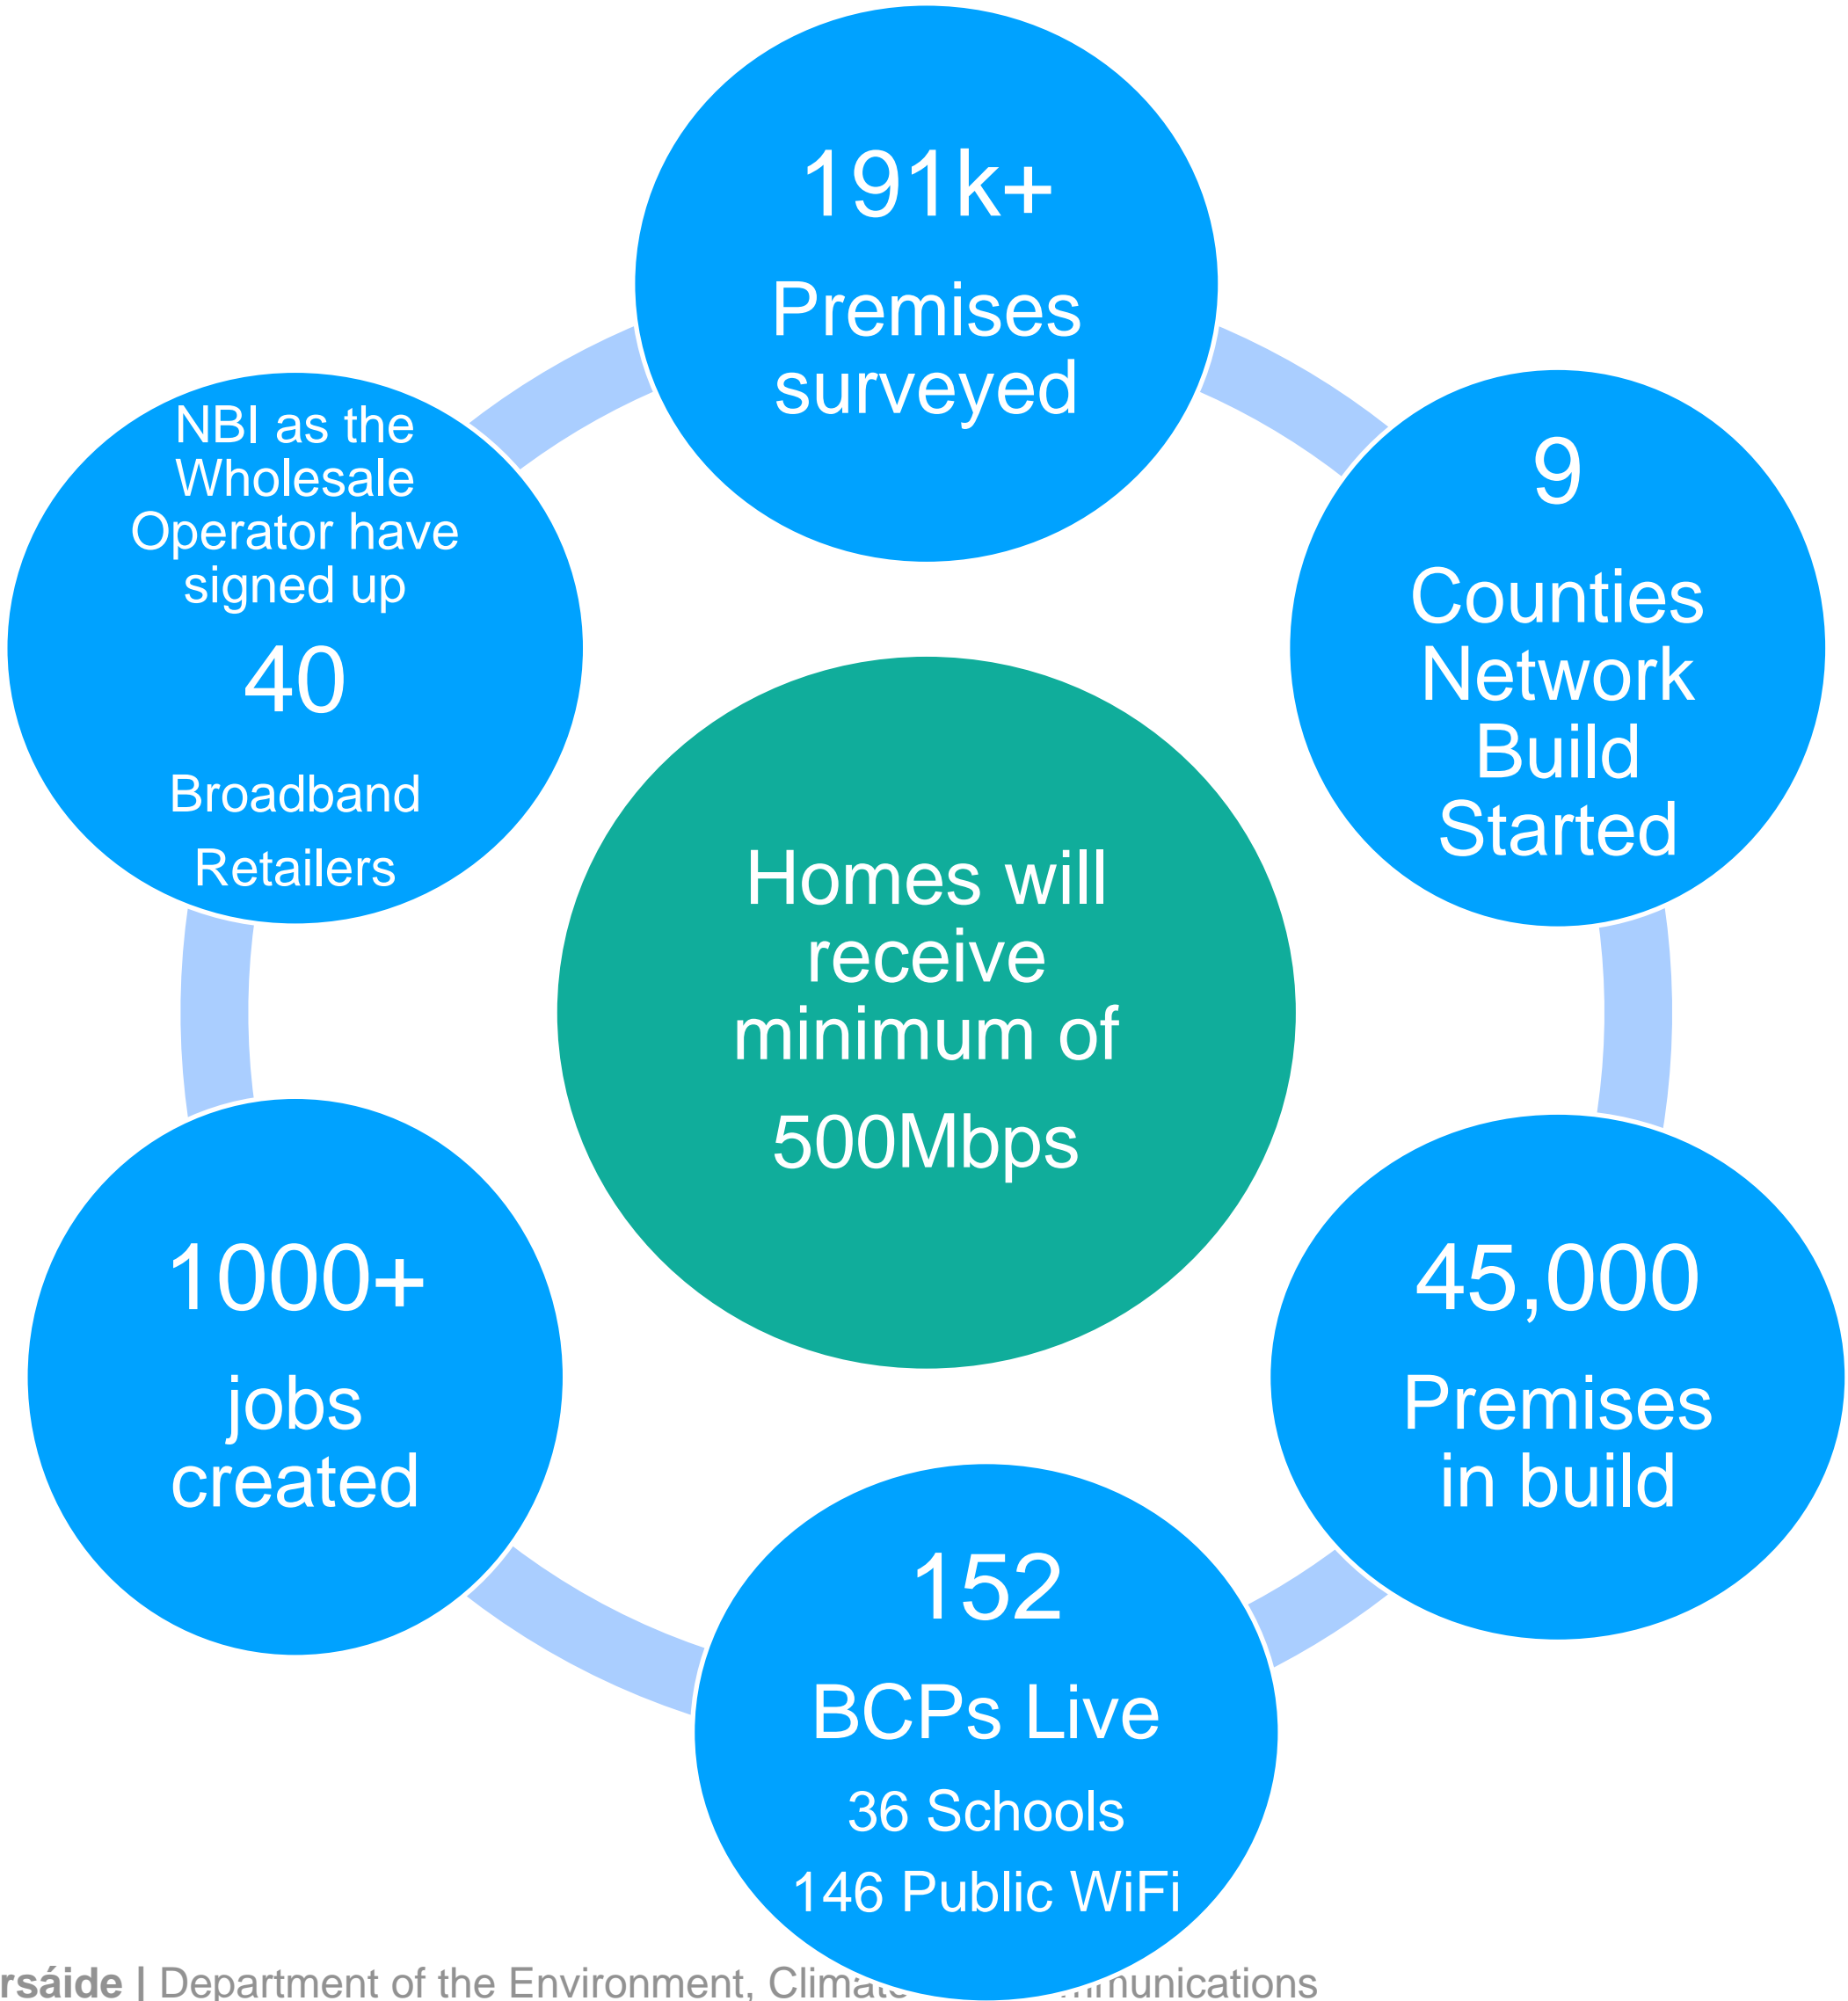 191k+
Premises
surveyed
9
Counties
Network
Build
Started
45,000
Premises
in build
152
BCPs Live
36 Schools
146 Public WiFi
1000+
jobs
created
NBI as the
Wholesale
Operator have
signed up
40
Broadband
Retailers
Homes will
receive
minimum of
500Mbps
rsáide | Department of the Environment,